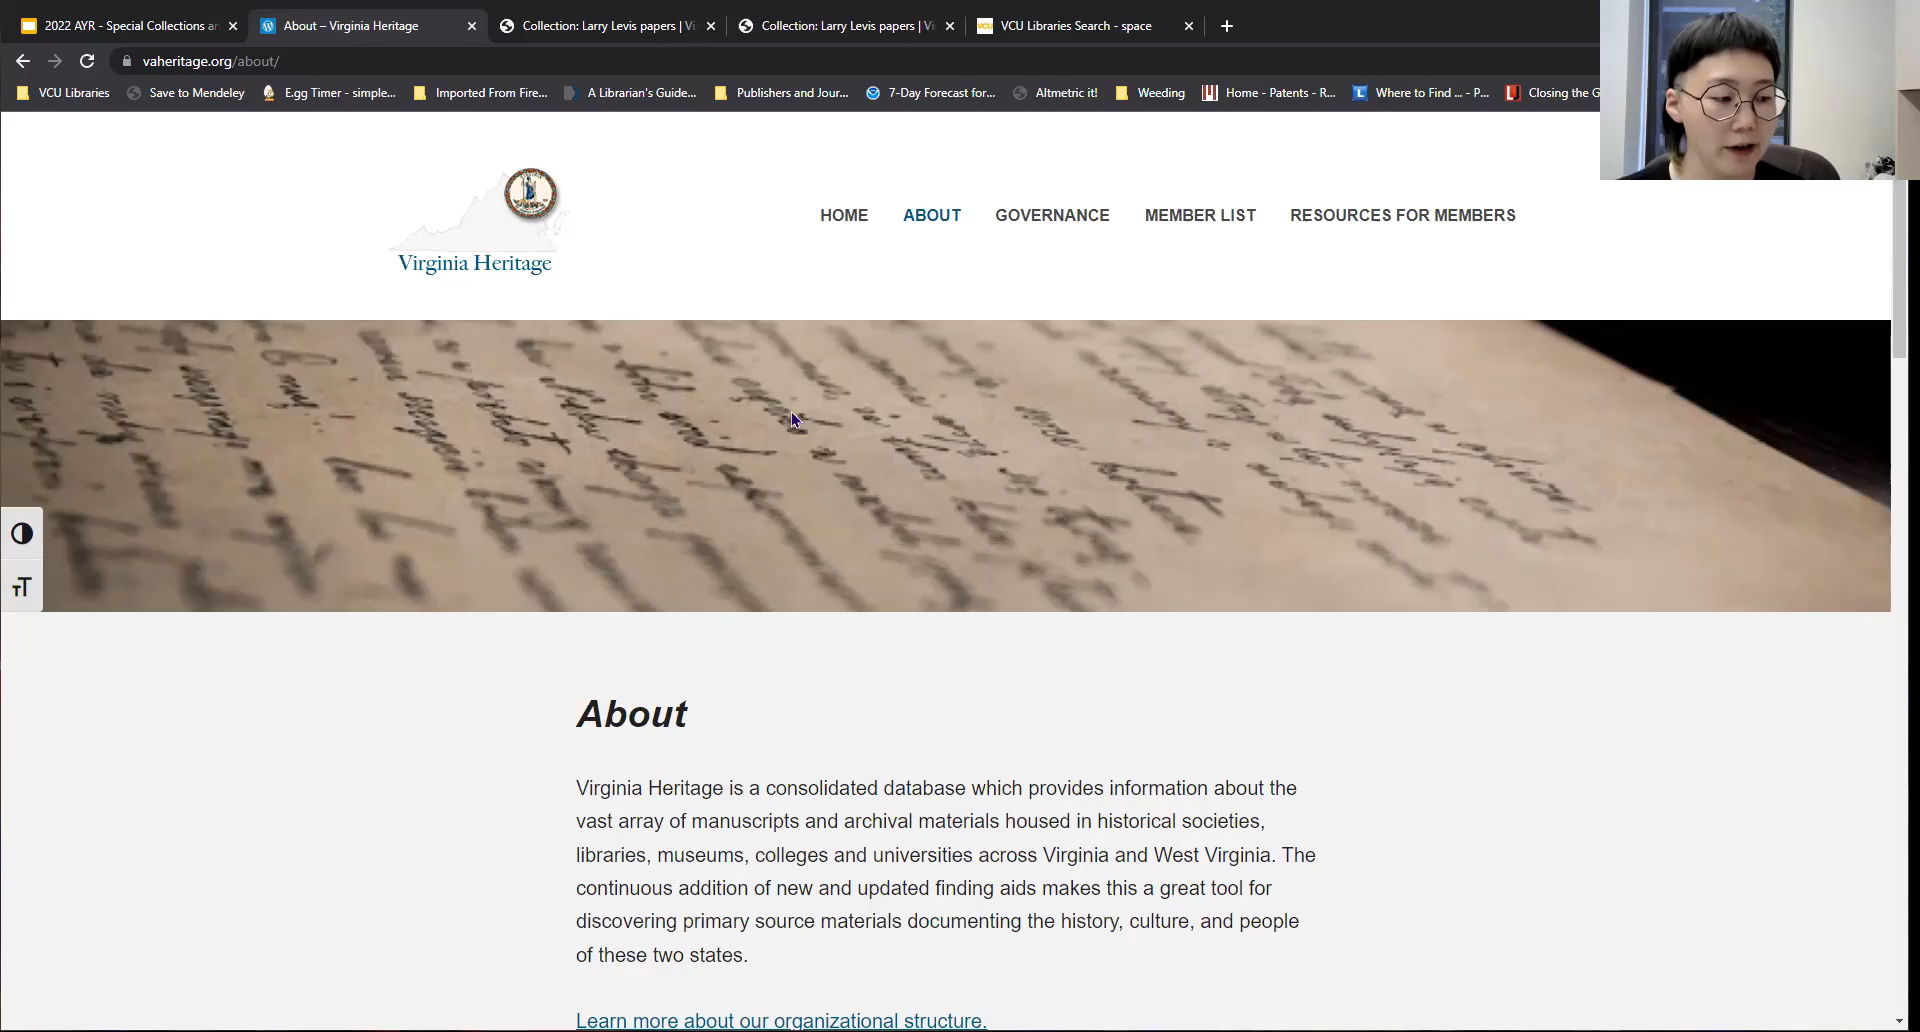 2022 AYR - Special Collections an
About – Virginia Heritage
Collection: Larry Levis papers | Vi
Collection: Larry Levis papers | Vi
VCU Libraries Search - space
vaheritage.org/about/
VCU Libraries
Save to Mendeley
E.gg Timer - simple...
Imported From Fire...
A Librarian's Guide...
Publishers and Jour...
7-Day Forecast for...
Altmetric it!
Weeding
Home - Patents - R...
Where to Find ... - P...
Closing the G
Virginia Heritage
HOME
ABOUT
GOVERNANCE
MEMBER LIST
RESOURCES FOR MEMBERS
TT
About
Virginia Heritage is a consolidated database which provides information about the
vast array of manuscripts and archival materials housed in historical societies,
libraries, museums, colleges and universities across Virginia and West Virginia. The
continuous addition of new and updated finding aids makes this a great tool for
discovering primary source materials documenting the history, culture, and people
of these two states.
Learn more about our organizational structure.